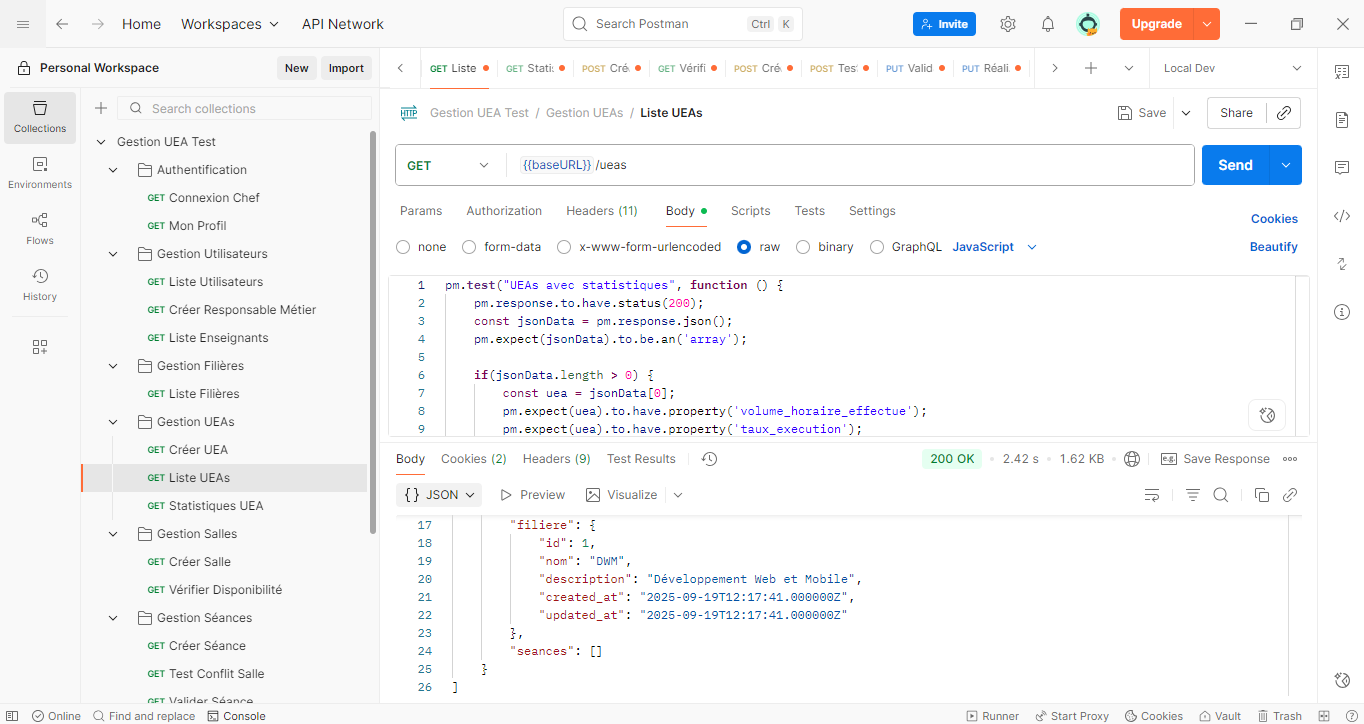 Home Workspaces API Network Search Postman Ctrl K Invite Upgrade
Personal Workspace New Import
GET Liste GET Statis POST Cré GET Vérifi POST Cré POST Tes PUT Valid PUT Réali Local Dev
Collections
Environments
Flows
History
Search collections
Gestion UEA Test
Authentification
GET Connexion Chef
GET Mon Profil
Gestion Utilisateurs
GET Liste Utilisateurs
GET Créer Responsable Métier
GET Liste Enseignants
Gestion Filières
GET Liste Filières
Gestion UEAs
GET Créer UEA
GET Liste UEAs
GET Statistiques UEA
Gestion Salles
GET Créer Salle
GET Vérifier Disponibilité
Gestion Séances
GET Créer Séance
GET Test Conflit Salle
GET Valider Séance
HTTP Gestion UEA Test / Gestion UEAs / Liste UEAs Save Share
GET {{baseURL}} /ueas Send
Params Authorization Headers (11) Body Scripts Tests Settings Cookies
none form-data x-www-form-urlencoded raw binary GraphQL JavaScript Beautify
1 pm.test("UEAs avec statistiques", function () {
2 pm.response.to.have.status(200);
3 const jsonData = pm.response.json();
4 pm.expect(jsonData).to.be.an('array');
5
6 if(jsonData.length > 0) {
7 const uea = jsonData[0];
8 pm.expect(uea).to.have.property('volume_horaire_effectue');
9 pm.expect(uea).to.have.property('taux_execution');
Body Cookies (2) Headers (9) Test Results 200 OK • 2.42 s • 1.62 KB • e.g. Save Response
{} JSON Preview Visualize
17 "filiere": {
18 "id": 1,
19 "nom": "DWM",
20 "description": "Développement Web et Mobile",
21 "created_at": "2025-09-19T12:17:41.000000Z",
22 "updated_at": "2025-09-19T12:17:41.000000Z"
23 },
24 "seances": []
25 }
26 ]
Online Find and replace Console Runner Start Proxy Cookies Vault Trash